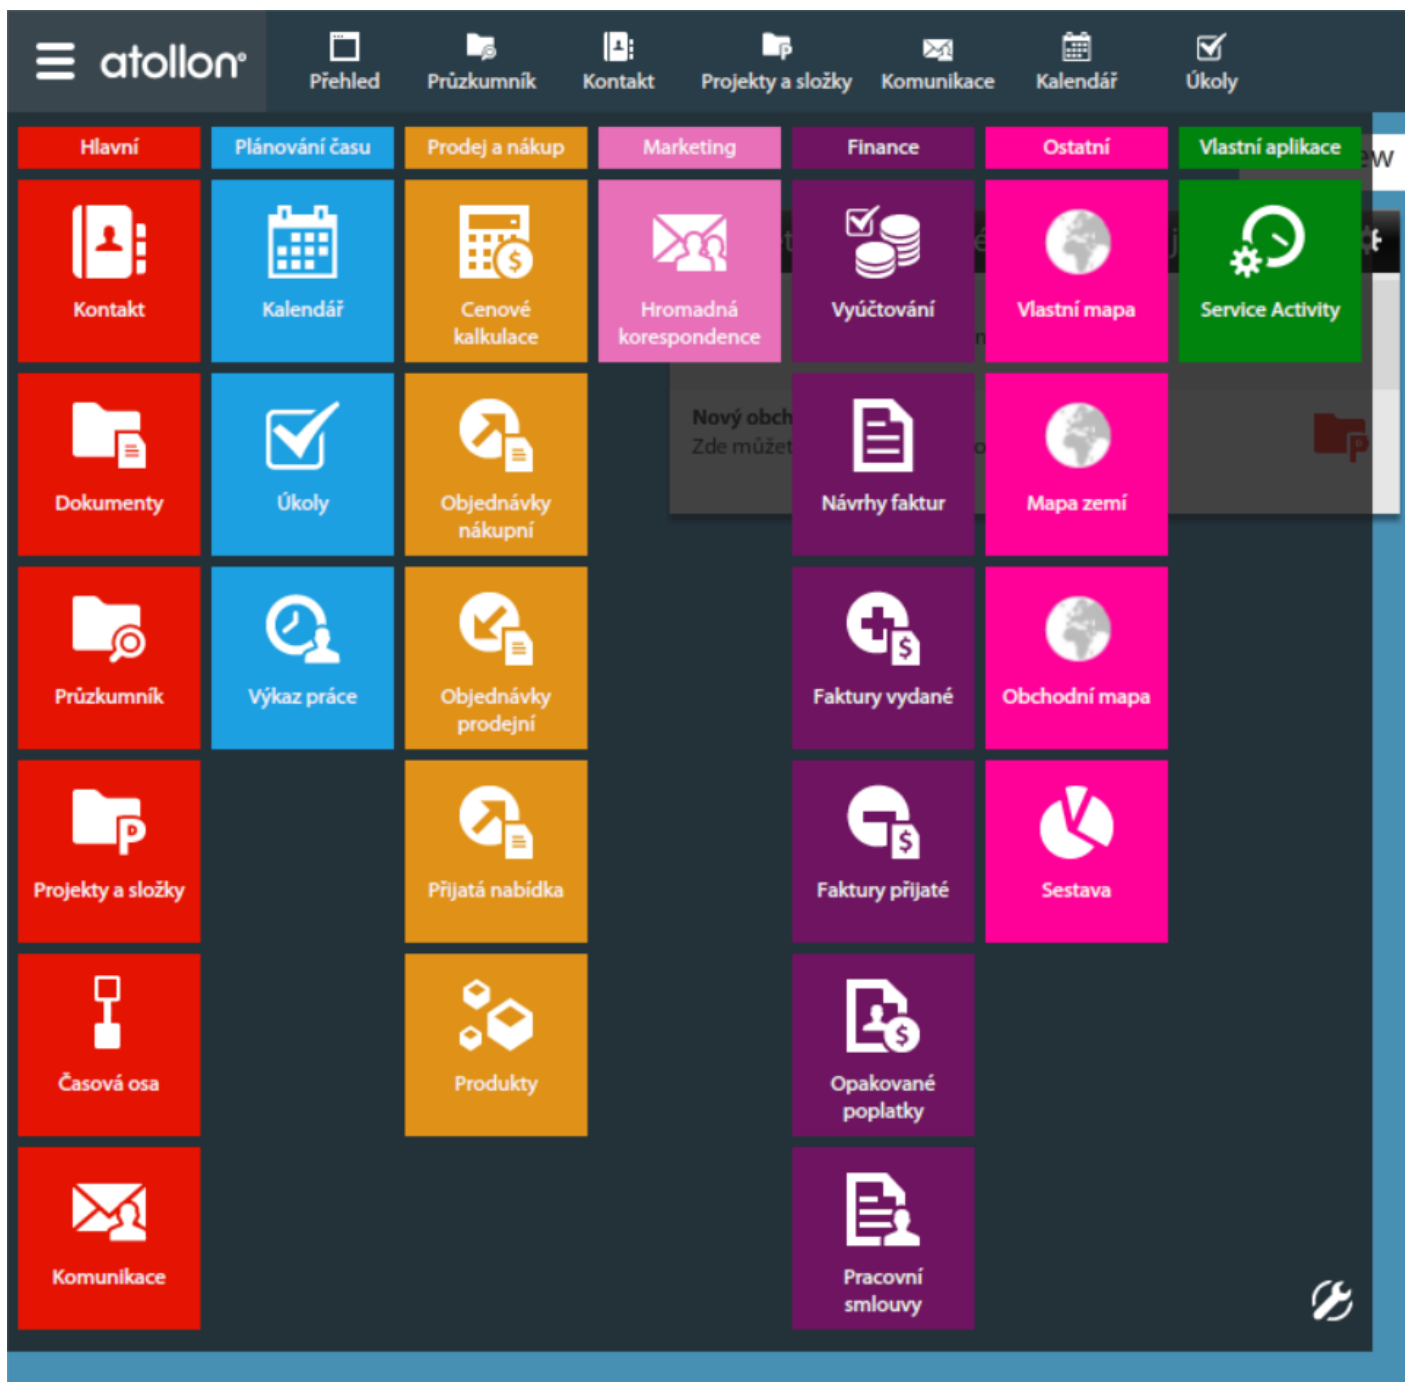 atollon
Přehled
Průzkumník
Kontakt
Projekty a složky
Komunikace
Kalendář
Úkoly
Hlavní
Plánování času
Prodej a nákup
Marketing
Finance
Ostatní
Vlastní aplikace
Kontakt
Kalendář
Cenové
kalkulace
Hromadná
korespondence
Vyúčtování
Vlastní mapa
Service Activity
Nový obch
Zde můžet
Dokumenty
Úkoly
Objednávky
nákupní
Návrhy faktur
Mapa zemí
Průzkumník
Výkaz práce
Objednávky
prodejní
Faktury vydané
Obchodní mapa
Projekty a složky
Přijatá nabídka
Faktury přijaté
Sestava
Časová osa
Produkty
Opakované
poplatky
Komunikace
Pracovní
smlouvy